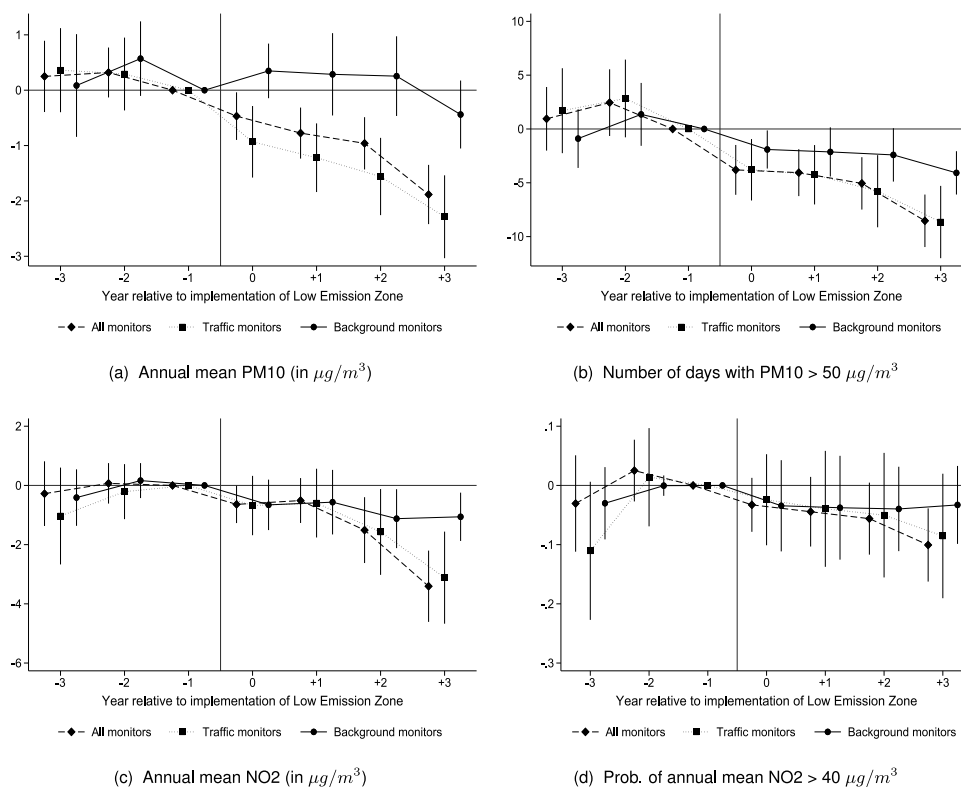 1
0
-1
-2
-3
-3 -2 -1 0 +1 +2 +3
Year relative to implementation of Low Emission Zone
All monitors Traffic monitors Background monitors
(a) Annual mean PM10 (in μg/m³)
10
5
0
-5
-10
-3 -2 -1 0 +1 +2 +3
Year relative to implementation of Low Emission Zone
All monitors Traffic monitors Background monitors
(b) Number of days with PM10 > 50 μg/m³
2
0
-2
-4
-6
-3 -2 -1 0 +1 +2 +3
Year relative to implementation of Low Emission Zone
All monitors Traffic monitors Background monitors
(c) Annual mean NO2 (in μg/m³)
.1
0
-.1
-.2
-.3
-3 -2 -1 0 +1 +2 +3
Year relative to implementation of Low Emission Zone
All monitors Traffic monitors Background monitors
(d) Prob. of annual mean NO2 > 40 μg/m³